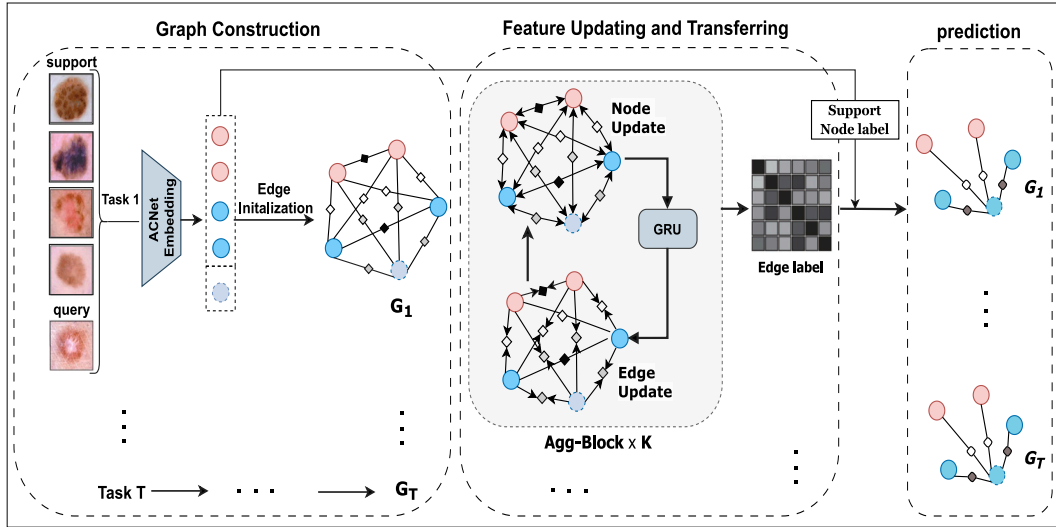 Graph Construction
support
Task 1
query
ACNet
Embedding
Edge
Initalization
G1
Task T
GT
Feature Updating and Transferring
Node
Update
GRU
Edge
Update
Agg-Block x K
Edge label
Support
Node label
prediction
G1
GT